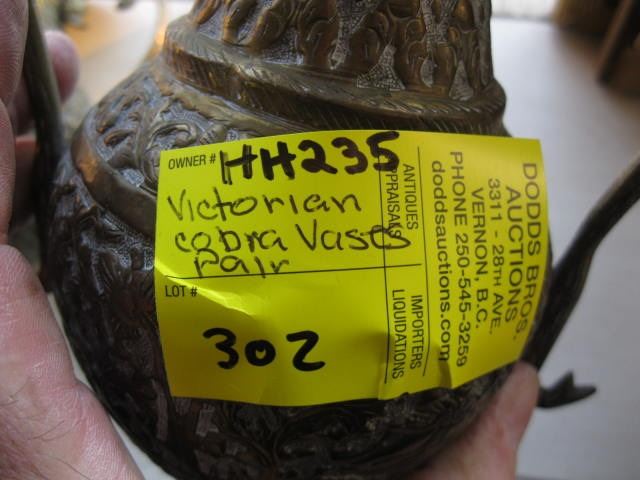 OWNER # HH235
Victorian
cobra Vases
Pair
LOT #
302
ANTIQUES
APPRAISALS
IMPORTERS
LIQUIDATIONS
DODDS BROS.
AUCTIONS
3311 - 28TH AVE.
VERNON, B.C.
PHONE 250-545-3259
doddsauctions.com